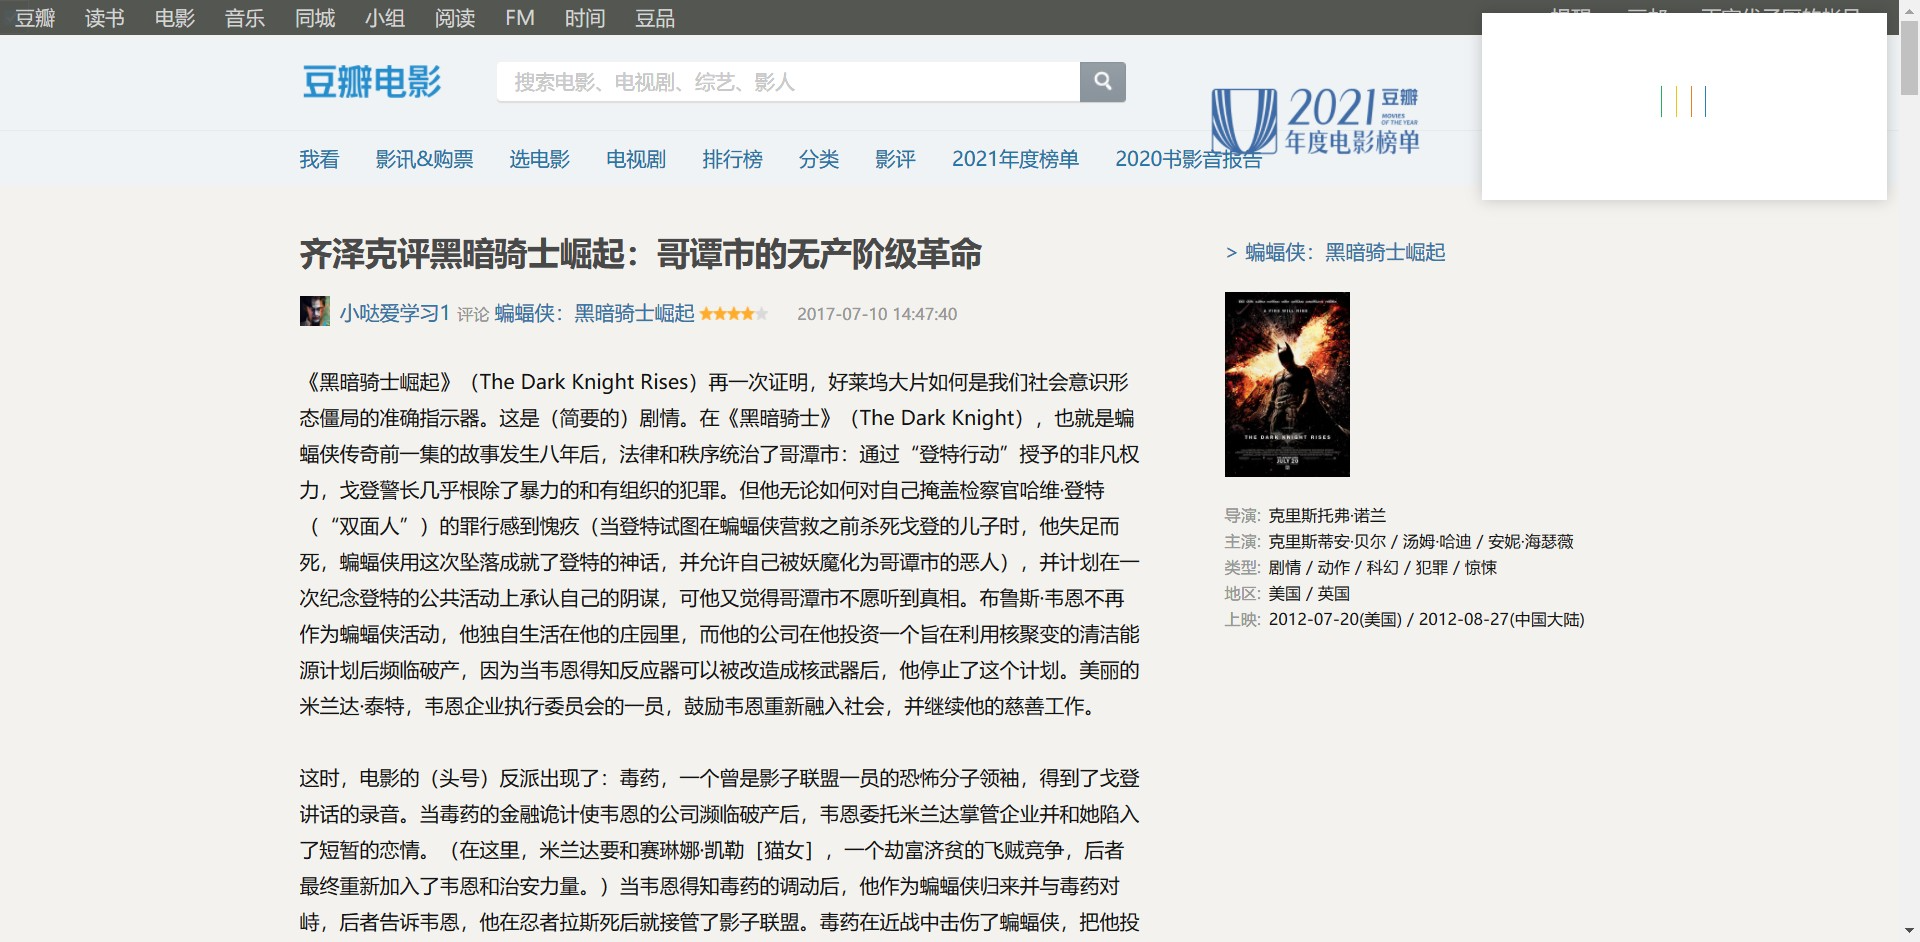 豆瓣 读书 电影 音乐 同城 小组 阅读 FM 时间 豆品
豆瓣电影
搜索电影、电视剧、综艺、影人
2021 豆瓣
MOVIES
OF THE YEAR
年度电影榜单
我看 影讯&购票 选电影 电视剧 排行榜 分类 影评 2021年度榜单 2020书影音报告
齐泽克评黑暗骑士崛起：哥谭市的无产阶级革命
小哒爱学习1 评论 蝙蝠侠：黑暗骑士崛起 2017-07-10 14:47:40
《黑暗骑士崛起》（The Dark Knight Rises）再一次证明，好莱坞大片如何是我们社会意识形
态僵局的准确指示器。这是（简要的）剧情。在《黑暗骑士》（The Dark Knight），也就是蝙
蝠侠传奇前一集的故事发生八年后，法律和秩序统治了哥谭市：通过“登特行动”授予的非凡权
力，戈登警长几乎根除了暴力的和有组织的犯罪。但他无论如何对自己掩盖检察官哈维·登特
（“双面人”）的罪行感到愧疚（当登特试图在蝙蝠侠营救之前杀死戈登的儿子时，他失足而
死，蝙蝠侠用这次坠落成就了登特的神话，并允许自己被妖魔化为哥谭市的恶人），并计划在一
次纪念登特的公共活动上承认自己的阴谋，可他又觉得哥谭市不愿听到真相。布鲁斯·韦恩不再
作为蝙蝠侠活动，他独自生活在他的庄园里，而他的公司在他投资一个旨在利用核聚变的清洁能
源计划后频临破产，因为当韦恩得知反应器可以被改造成核武器后，他停止了这个计划。美丽的
米兰达·泰特，韦恩企业执行委员会的一员，鼓励韦恩重新融入社会，并继续他的慈善工作。
这时，电影的（头号）反派出现了：毒药，一个曾是影子联盟一员的恐怖分子领袖，得到了戈登
讲话的录音。当毒药的金融诡计使韦恩的公司濒临破产后，韦恩委托米兰达掌管企业并和她陷入
了短暂的恋情。（在这里，米兰达要和赛琳娜·凯勒［猫女］，一个劫富济贫的飞贼竞争，后者
最终重新加入了韦恩和治安力量。）当韦恩得知毒药的调动后，他作为蝙蝠侠归来并与毒药对
峙，后者告诉韦恩，他在忍者拉斯死后就接管了影子联盟。毒药在近战中击伤了蝙蝠侠，把他投
> 蝙蝠侠：黑暗骑士崛起
A FIRE WILL RISE
THE DARK KNIGHT RISES
JULY 20
导演: 克里斯托弗·诺兰
主演: 克里斯蒂安·贝尔 / 汤姆·哈迪 / 安妮·海瑟薇
类型: 剧情 / 动作 / 科幻 / 犯罪 / 惊悚
地区: 美国 / 英国
上映: 2012-07-20(美国) / 2012-08-27(中国大陆)